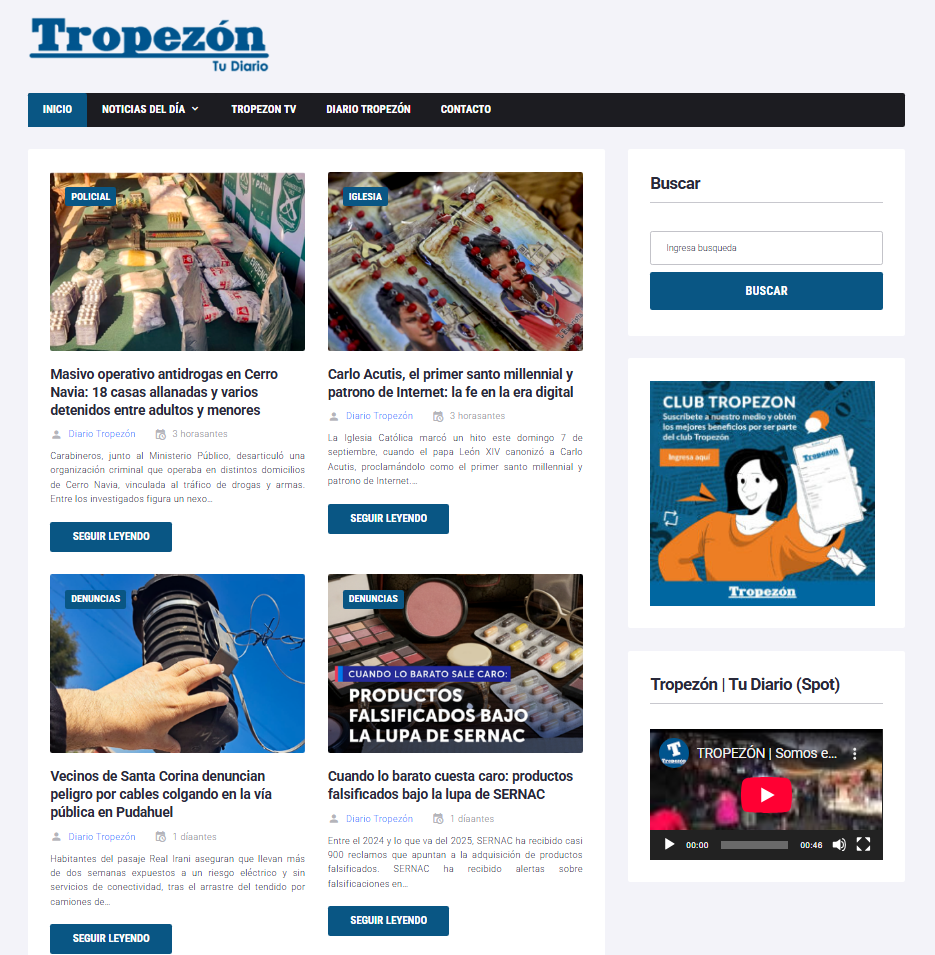 Tropezón
Tu Diario
INICIO
NOTICIAS DEL DÍA
TROPEZON TV
DIARIO TROPEZÓN
CONTACTO
POLICIAL
Masivo operativo antidrogas en Cerro
Navia: 18 casas allanadas y varios
detenidos entre adultos y menores
Diario Tropezón
3 horasantes
Carabineros, junto al Ministerio Público, desarticuló una
organización criminal que operaba en distintos domicilios
de Cerro Navia, vinculada al tráfico de drogas y armas.
Entre los investigados figura un nexo...
SEGUIR LEYENDO
IGLESIA
Carlo Acutis, el primer santo millennial y
patrono de Internet: la fe en la era digital
Diario Tropezón
3 horasantes
La Iglesia Católica marcó un hito este domingo 7 de
septiembre, cuando el papa León XIV canonizó a Carlo
Acutis, proclamándolo como el primer santo millennial y
patrono de Internet....
SEGUIR LEYENDO
DENUNCIAS
Vecinos de Santa Corina denuncian
peligro por cables colgando en la vía
pública en Pudahuel
Diario Tropezón
1 díaantes
Habitantes del pasaje Real Irani aseguran que llevan más
de dos semanas expuestos a un riesgo eléctrico y sin
servicios de conectividad, tras el arrastre del tendido por
camiones de...
SEGUIR LEYENDO
DENUNCIAS
CUANDO LO BARATO SALE CARO:
PRODUCTOS
FALSIFICADOS BAJO
LA LUPA DE SERNAC
Cuando lo barato cuesta caro: productos
falsificados bajo la lupa de SERNAC
Diario Tropezón
1 díaantes
Entre el 2024 y lo que va del 2025, SERNAC ha recibido casi
900 reclamos que apuntan a la adquisición de productos
falsificados. SERNAC ha recibido alertas sobre
falsificaciones en...
SEGUIR LEYENDO
Buscar
Ingresa busqueda
BUSCAR
CLUB TROPEZON
Suscríbete a nuestro medio y obtén
los mejores beneficios por ser parte
del club Tropezón
Ingresa aquí
Tropezón
Tropezón
Tropezón | Tu Diario (Spot)
Tropezón
TROPEZÓN | Somos e...
00:00
00:46